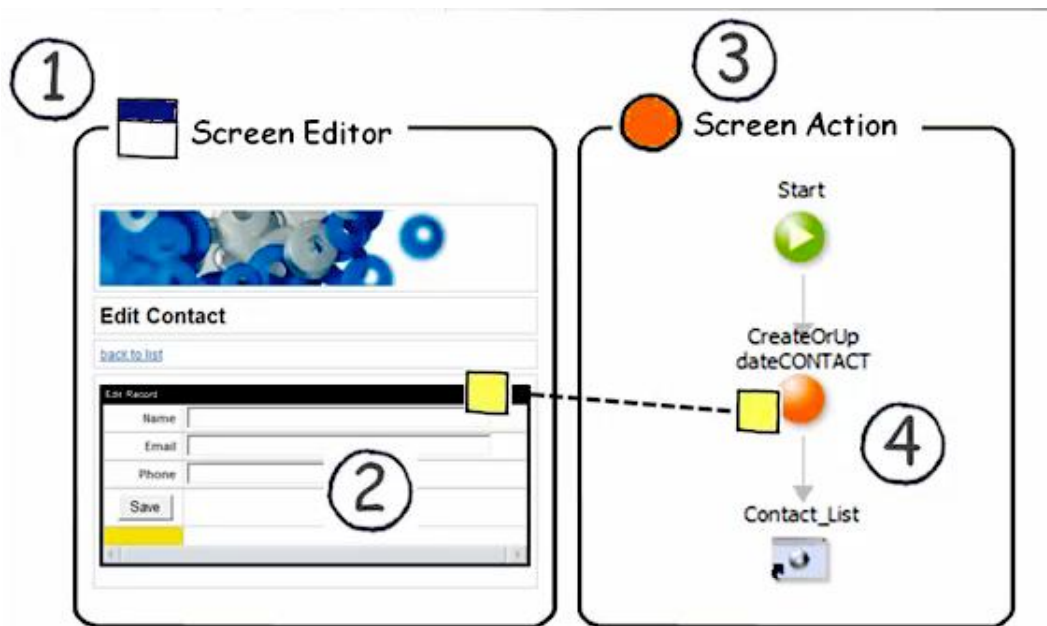 1
Screen Editor
Edit Contact
back to list
Edit Record
Name
Email
Phone
Save
2
3
Screen Action
Start
CreateOrUp
dateCONTACT
4
Contact_List